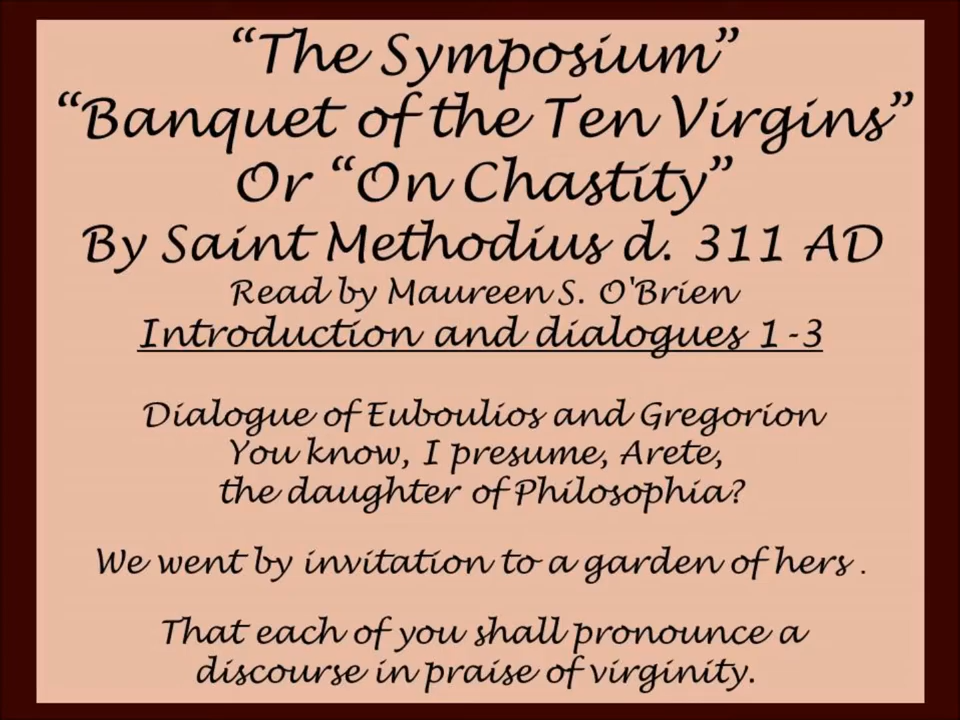 “The Symposium”
“Banquet of the Ten Virgins”
Or “On Chastity”
By Saint Methodius d. 311 AD
Read by Maureen S. O'Brien
Introduction and dialogues 1-3
Dialogue of Euboulios and Gregorion
You know, I presume, Arete,
the daughter of Philosophia?
We went by invitation to a garden of hers .
That each of you shall pronounce a
discourse in praise of virginity.